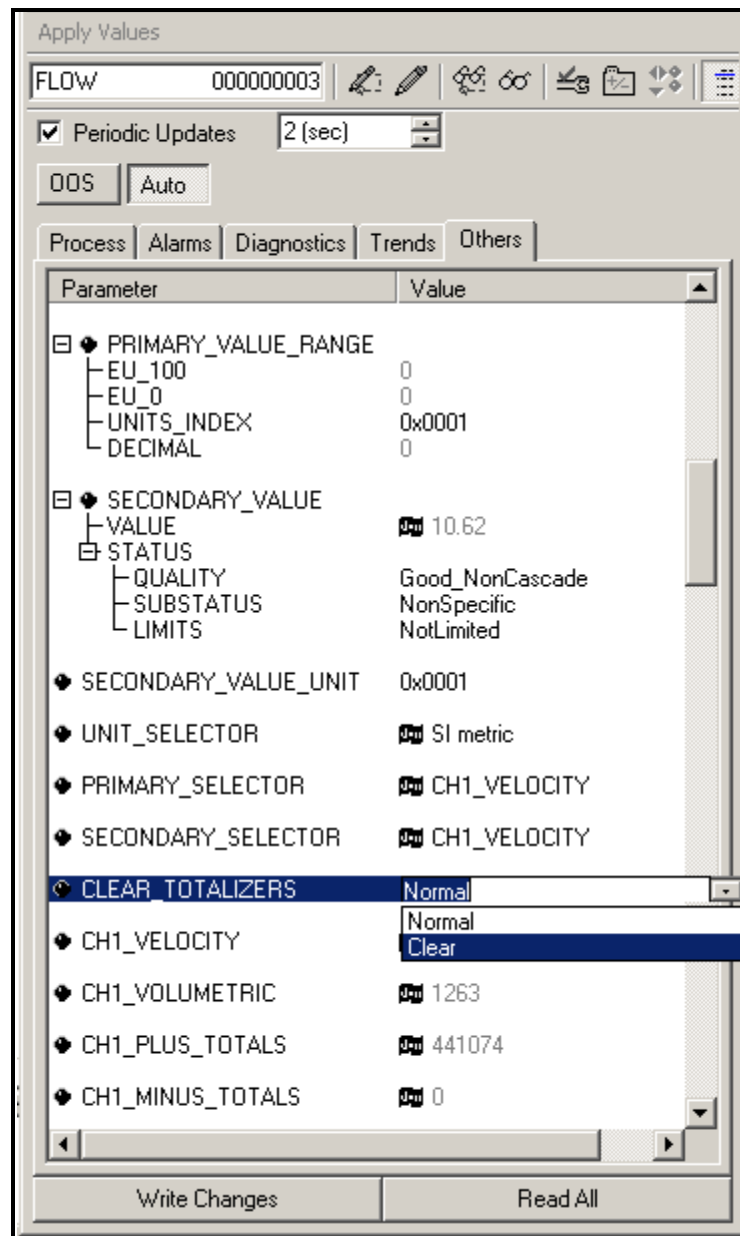 Apply Values
FLOW 000000003
Periodic Updates 2 (sec)
OOS Auto
Process Alarms Diagnostics Trends Others
Parameter Value
PRIMARY_VALUE_RANGE
EU_100 0
EU_0 0
UNITS_INDEX 0x0001
DECIMAL 0
SECONDARY_VALUE
VALUE 10.62
STATUS
QUALITY Good_NonCascade
SUBSTATUS NonSpecific
LIMITS NotLimited
SECONDARY_VALUE_UNIT 0x0001
UNIT_SELECTOR SI metric
PRIMARY_SELECTOR CH1_VELOCITY
SECONDARY_SELECTOR CH1_VELOCITY
CLEAR_TOTALIZERS Normal
Normal
CH1_VELOCITY Clear
CH1_VOLUMETRIC 1263
CH1_PLUS_TOTALS 441074
CH1_MINUS_TOTALS 0
Write Changes Read All